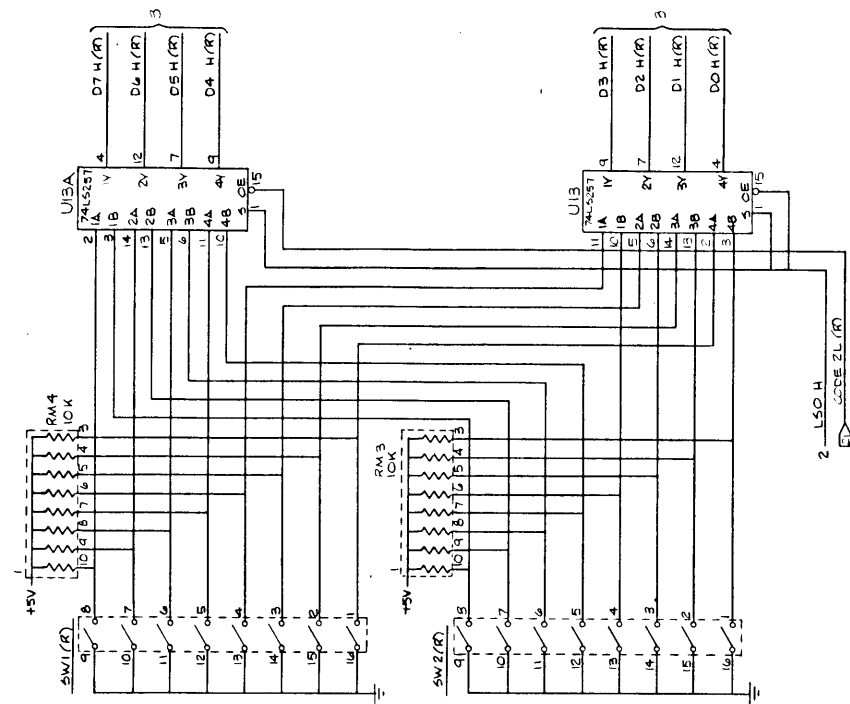 3
3
D7 H(R)
D6 H(R)
D5 H(R)
D4 H(R)
D3 H(R)
D2 H(R)
D1 H(R)
D0 H(R)
4
12
7
9
9
7
12
4
U13A
74LS257
1Y
2Y
3Y
4Y
OE
15
1A
1B
2A
2B
3A
3B
4A
4B
S
1
2
3
14
13
5
6
11
10
U13
74LS257
1Y
2Y
3Y
4Y
OE
15
1A
1B
2A
2B
3A
3B
4A
4B
S
1
11
10
5
6
14
13
2
3
RM4
10K
3
4
5
6
7
8
9
10
1
+5V
RM3
10K
3
4
5
6
7
8
9
10
1
+5V
2 LSO H
CODE 2L (R)
SW1(R)
8
7
6
5
4
3
2
1
9
10
11
12
13
14
15
16
SW2(R)
8
7
6
5
4
3
2
1
9
10
11
12
13
14
15
16